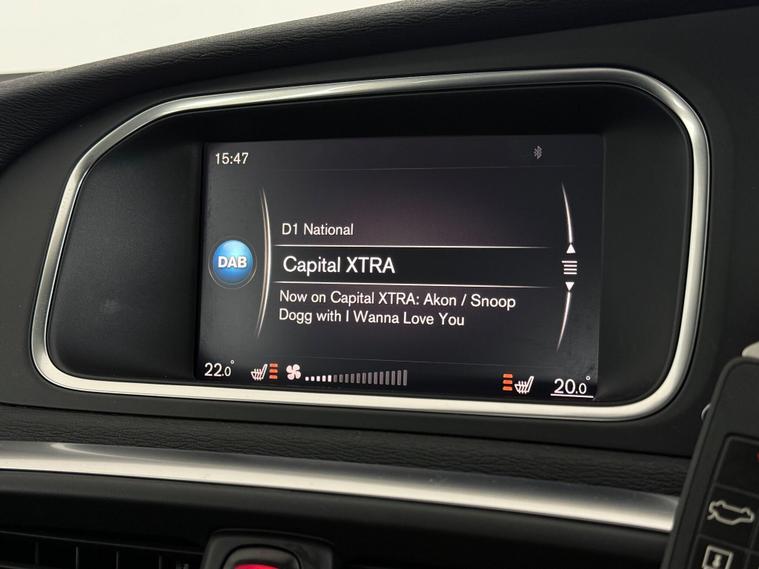 15:47
D1 National
DAB
Capital XTRA
Now on Capital XTRA: Akon / Snoop
Dogg with I Wanna Love You
22.0° 20.0°